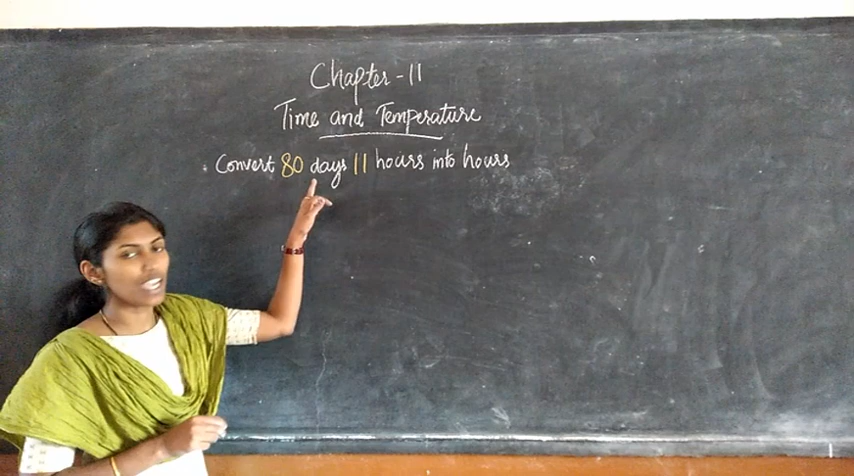 Chapter-11
Time and Temperature
Convert 80 days 11 hours into hours